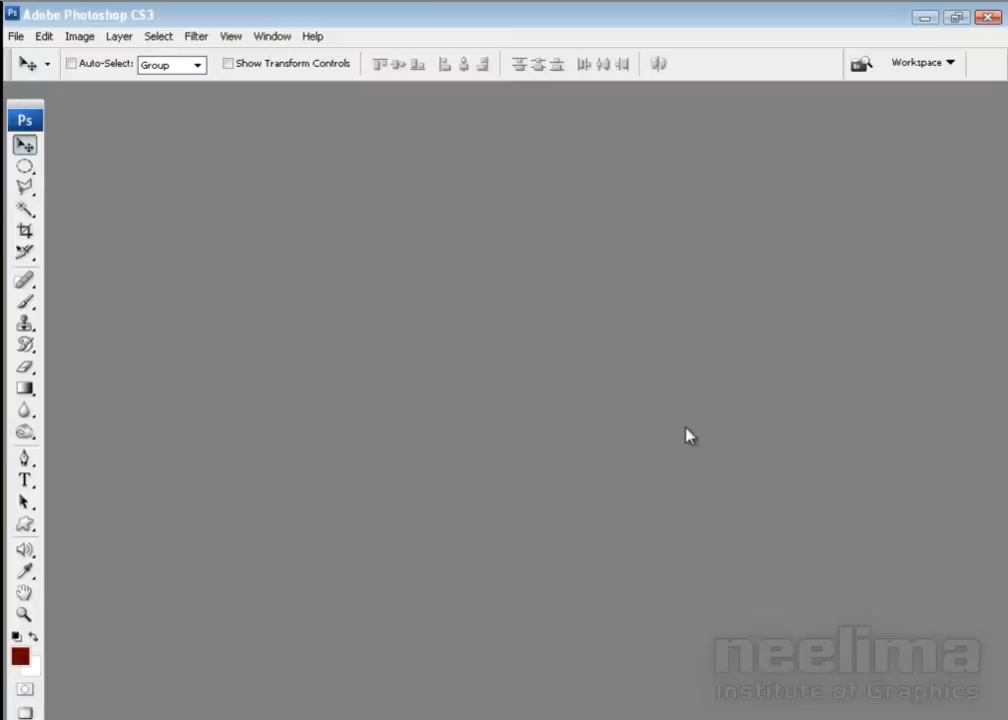 Ps Adobe Photoshop CS3
File Edit Image Layer Select Filter View Window Help
Auto-Select: Group Show Transform Controls Workspace
Ps
T
neelima
Institute of Graphics